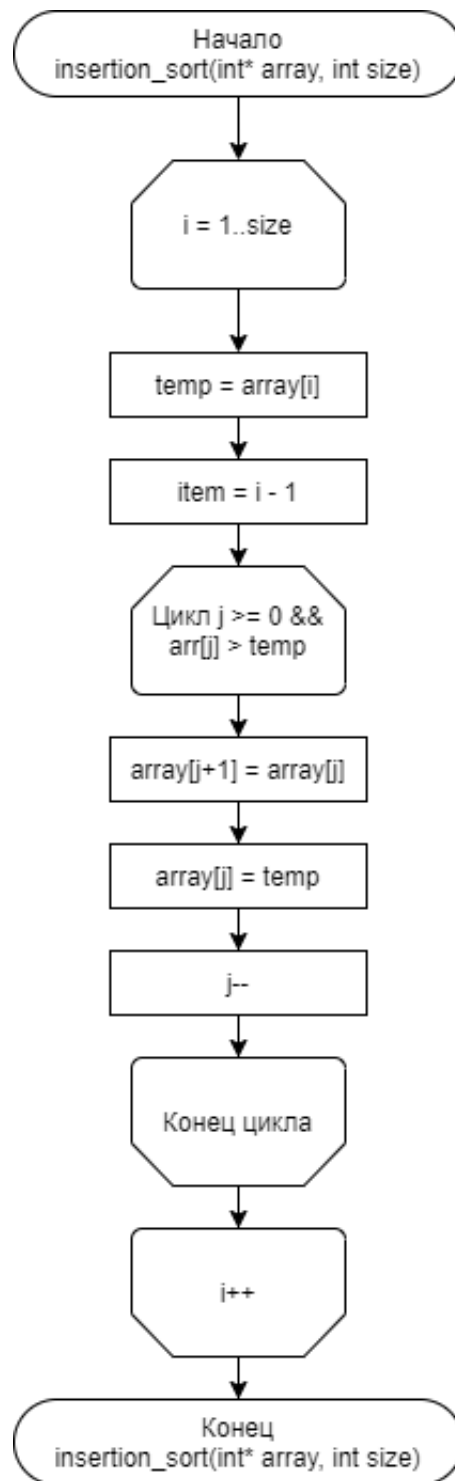 Начало
insertion_sort(int* array, int size)
i = 1..size
temp = array[i]
item = i - 1
Цикл j >= 0 &&
arr[j] > temp
array[j+1] = array[j]
array[j] = temp
j--
Конец цикла
i++
Конец
insertion_sort(int* array, int size)